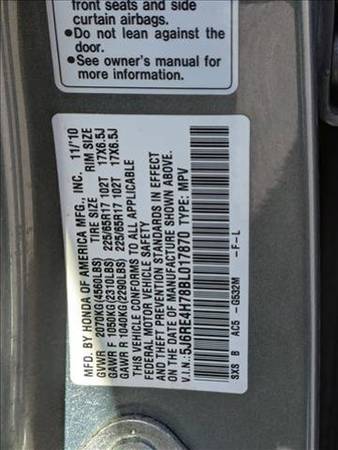 front seats and side
curtain airbags.
•Do not lean against the
door.
•See owner's manual for
more information.
MFD. BY HONDA OF AMERICA MFG., INC. 11/'10
TIRE SIZE RIM SIZE
GVWR 2070KG(4560LBS) 225/65R17 102T 17X6.5J
GAWR F 1050KG(2310LBS) 225/65R17 102T 17X6.5J
GAWR R 1040KG(2290LBS)
THIS VEHICLE CONFORMS TO ALL APPLICABLE
FEDERAL MOTOR VEHICLE SAFETY
AND THEFT PREVENTION STANDARDS IN EFFECT
ON THE DATE OF MANUFACTURE SHOWN ABOVE.
V.I.N.:5J6RE4H79BL017870 TYPE: MPV
SXS B AC5 -G532M -F-L